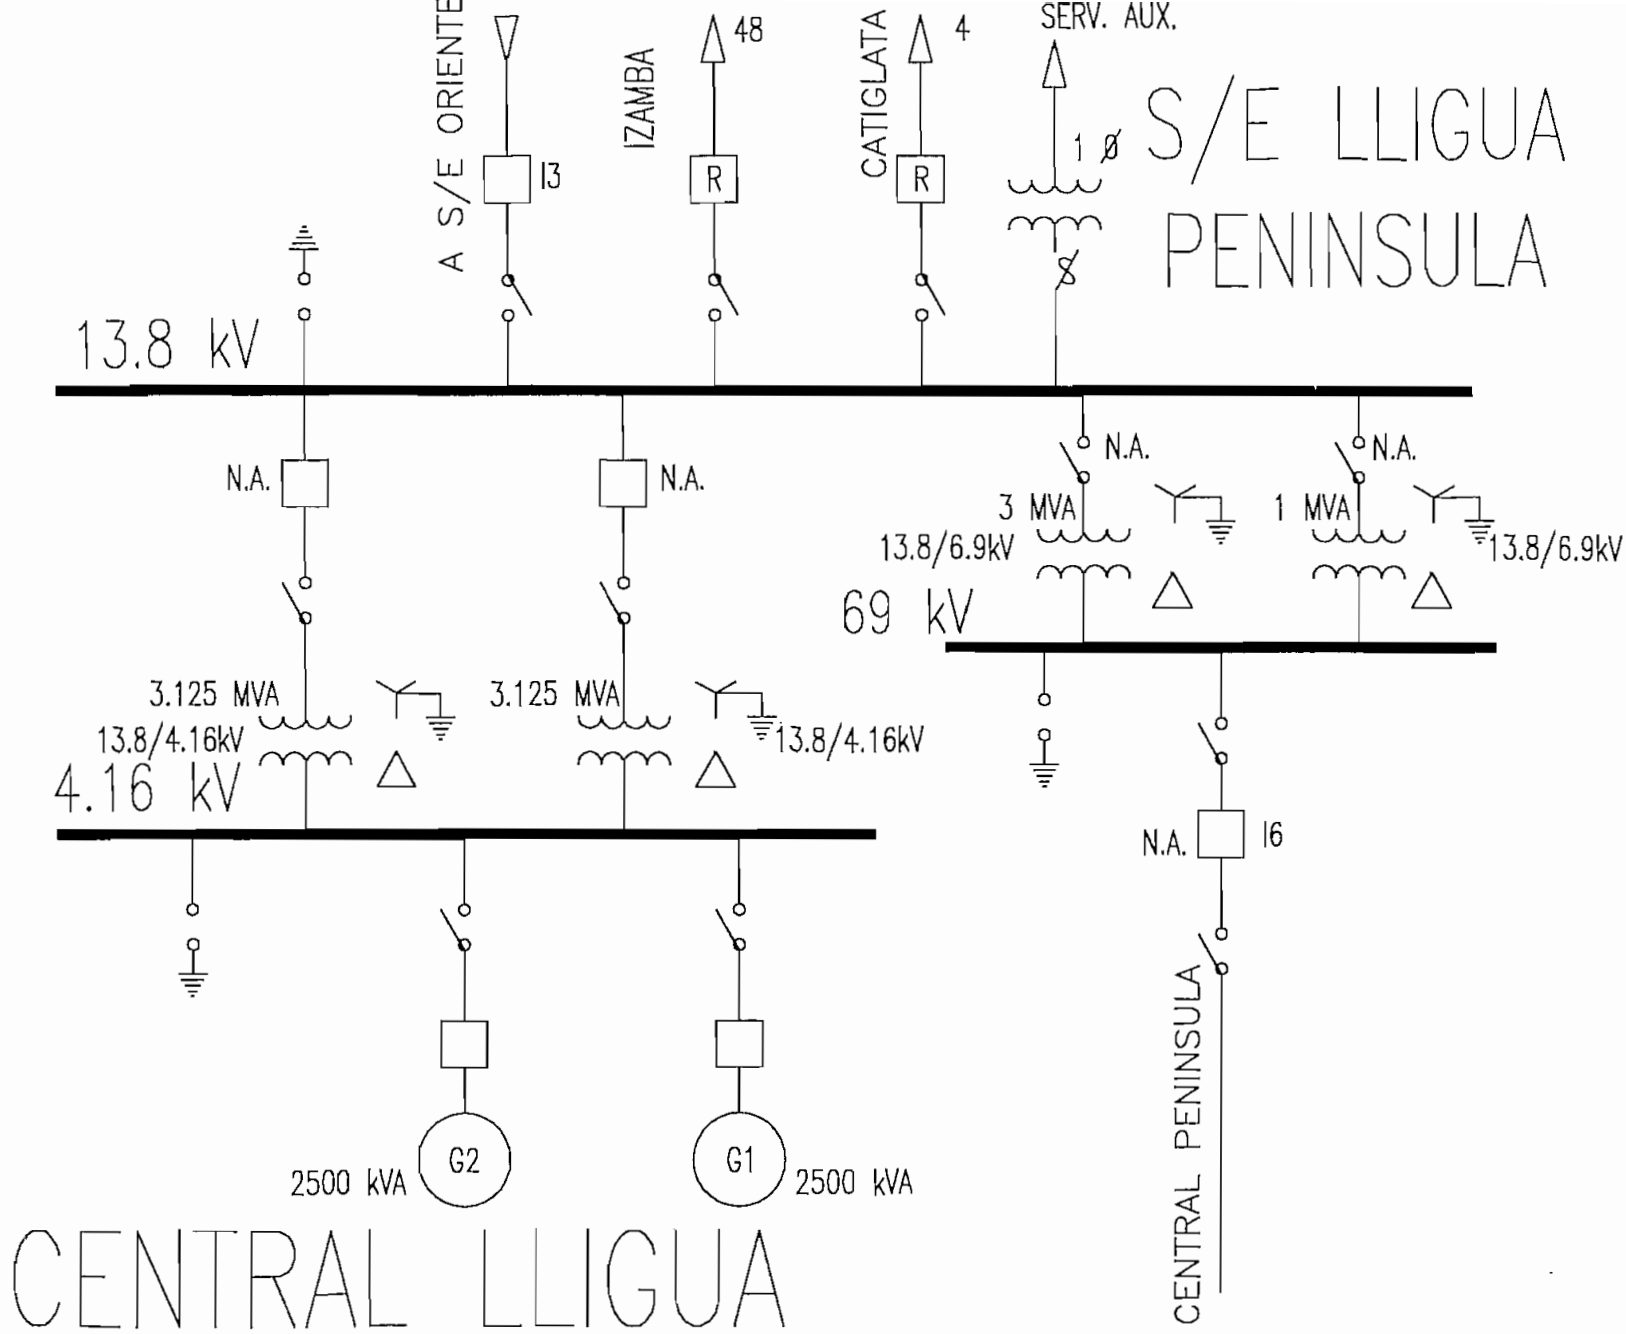 A S/E ORIENTE
I3
IZAMBA
48
R
CATIGLATA
4
R
SERV. AUX.
1 Ø
S/E LLIGUA
PENINSULA
13.8 kV
N.A.
N.A.
N.A.
N.A.
3 MVA
13.8/6.9kV
1 MVA
13.8/6.9kV
69 kV
3.125 MVA
13.8/4.16kV
3.125 MVA
13.8/4.16kV
4.16 kV
N.A.
I6
CENTRAL PENINSULA
G2
2500 kVA
G1
2500 kVA
CENTRAL LLIGUA